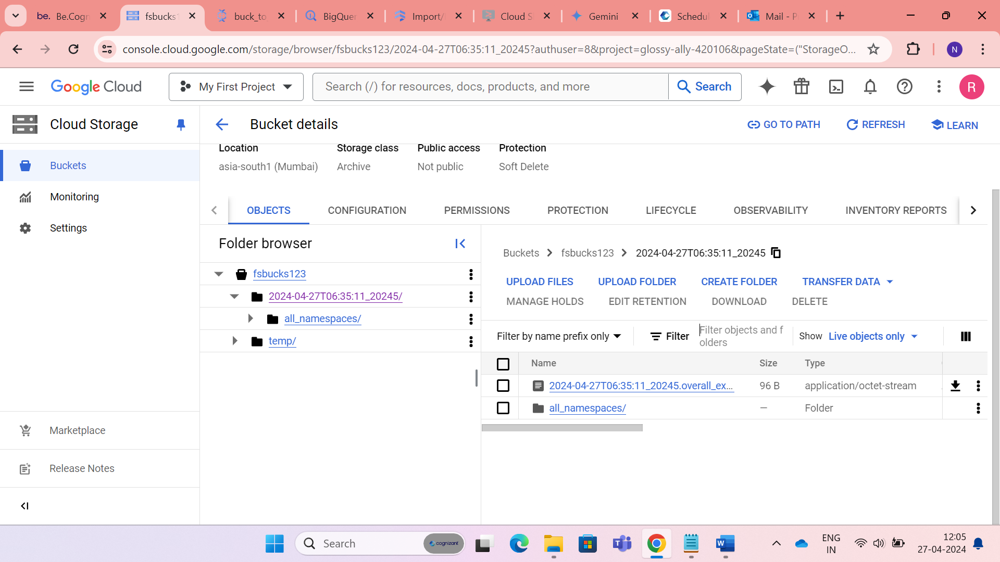 be. Be.Cogn
fsbucks1
buck_to_
BigQuer
Import/
Cloud S
Gemini
Schedul
Mail - P
console.cloud.google.com/storage/browser/fsbucks123/2024-04-27T06:35:11_20245?authuser=8&project=glossy-ally-420106&pageState=("StorageO...
N
Google Cloud
My First Project
Search (/) for resources, docs, products, and more
Search
R
Cloud Storage
Bucket details
GO TO PATH
REFRESH
LEARN
Location
Storage class
Public access
Protection
asia-south1 (Mumbai)
Archive
Not public
Soft Delete
Buckets
Monitoring
Settings
Marketplace
Release Notes
OBJECTS
CONFIGURATION
PERMISSIONS
PROTECTION
LIFECYCLE
OBSERVABILITY
INVENTORY REPORTS
Folder browser
fsbucks123
2024-04-27T06:35:11_20245/
all_namespaces/
temp/
Buckets > fsbucks123 > 2024-04-27T06:35:11_20245
UPLOAD FILES
UPLOAD FOLDER
CREATE FOLDER
TRANSFER DATA
MANAGE HOLDS
EDIT RETENTION
DOWNLOAD
DELETE
Filter by name prefix only
Filter
Filter objects and f
olders
Show Live objects only
Name
Size
Type
2024-04-27T06:35:11_20245.overall_ex...
96 B
application/octet-stream
all_namespaces/
—
Folder
Search
cognizant
ENG
IN
12:05
27-04-2024